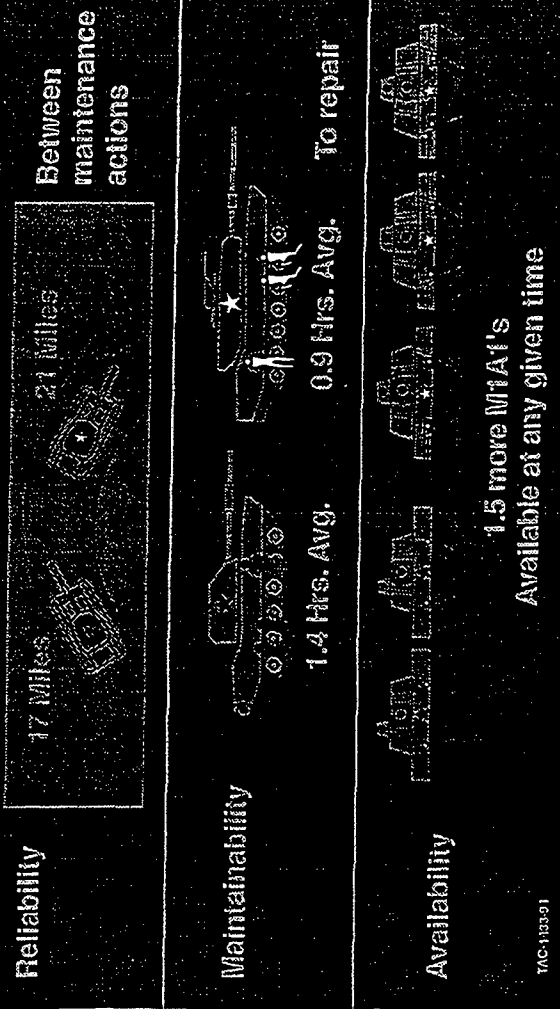 Reliability
17 Miles
21 Miles
Between
maintenance
actions
Maintainability
1.4 Hrs. Avg.
0.9 Hrs. Avg.
To repair
Availability
1.5 more M1A1's
Available at any given time
TAC-1133-91